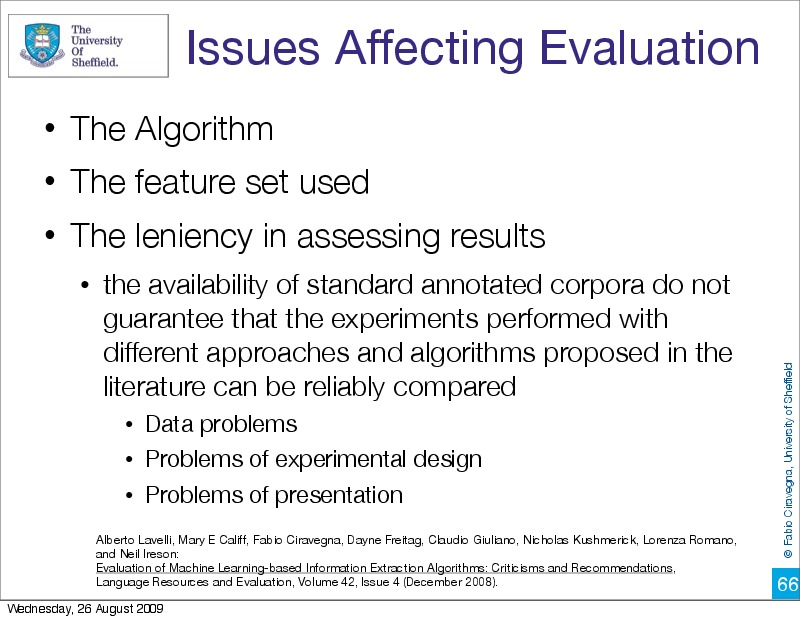 The
University
Of
Sheffield.
Issues Affecting Evaluation
• The Algorithm
• The feature set used
• The leniency in assessing results
• the availability of standard annotated corpora do not
guarantee that the experiments performed with
different approaches and algorithms proposed in the
literature can be reliably compared
• Data problems
• Problems of experimental design
• Problems of presentation
Alberto Lavelli, Mary E Califf, Fabio Ciravegna, Dayne Freitag, Claudio Giuliano, Nicholas Kushmerick, Lorenza Romano,
and Neil Ireson:
Evaluation of Machine Learning-based Information Extraction Algorithms: Criticisms and Recommendations,
Language Resources and Evaluation, Volume 42, Issue 4 (December 2008).
© Fabio Ciravegna, University of Sheffield
66
Wednesday, 26 August 2009